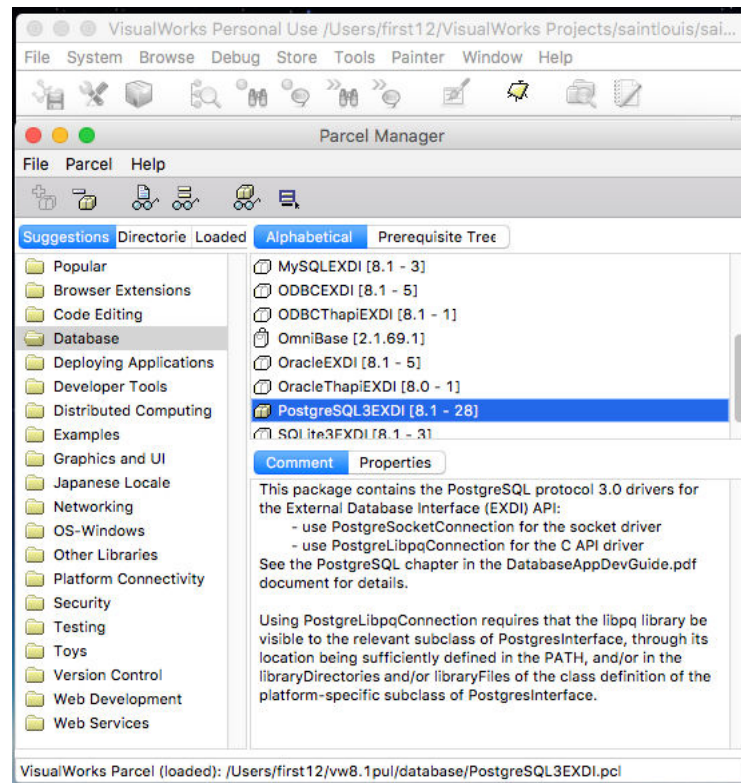 VisualWorks Personal Use /Users/first12/VisualWorks Projects/saintlouis/sai...
File System Browse Debug Store Tools Painter Window Help
Parcel Manager
File Parcel Help
Suggestions Directorie Loaded
Alphabetical Prerequisite Tree
Popular
Browser Extensions
Code Editing
Database
Deploying Applications
Developer Tools
Distributed Computing
Examples
Graphics and UI
Japanese Locale
Networking
OS-Windows
Other Libraries
Platform Connectivity
Security
Testing
Toys
Version Control
Web Development
Web Services
MySQLEXDI [8.1 - 3]
ODBCEXDI [8.1 - 5]
ODBCThapiEXDI [8.1 - 1]
OmniBase [2.1.69.1]
OracleEXDI [8.1 - 5]
OracleThapiEXDI [8.0 - 1]
PostgreSQL3EXDI [8.1 - 28]
SQLite3EXDI [8.1 - 3]
Comment Properties
This package contains the PostgreSQL protocol 3.0 drivers for
the External Database Interface (EXDI) API:
- use PostgreSocketConnection for the socket driver
- use PostgreLibpqConnection for the C API driver
See the PostgreSQL chapter in the DatabaseAppDevGuide.pdf
document for details.
Using PostgreLibpqConnection requires that the libpq library be
visible to the relevant subclass of PostgresInterface, through its
location being sufficiently defined in the PATH, and/or in the
libraryDirectories and/or libraryFiles of the class definition of the
platform-specific subclass of PostgresInterface.
VisualWorks Parcel (loaded): /Users/first12/vw8.1pul/database/PostgreSQL3EXDI.pcl